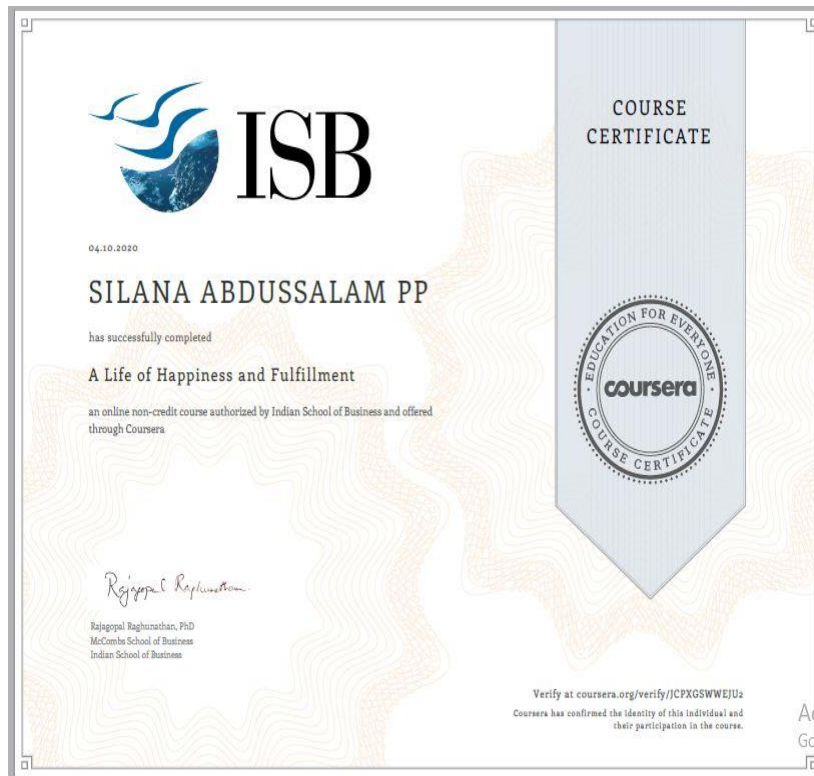 ISB
COURSE
CERTIFICATE
04.10.2020
SILANA ABDUSSALAM PP
has successfully completed
A Life of Happiness and Fulfillment
an online non-credit course authorized by Indian School of Business and offered
through Coursera
EDUCATION FOR EVERYONE
coursera
COURSE CERTIFICATE
Rajagopal Raghunathan
Rajagopal Raghunathan, PhD
McCombs School of Business
Indian School of Business
Verify at coursera.org/verify/JCPXGSWWEJU2
Coursera has confirmed the identity of this individual and
their participation in the course.